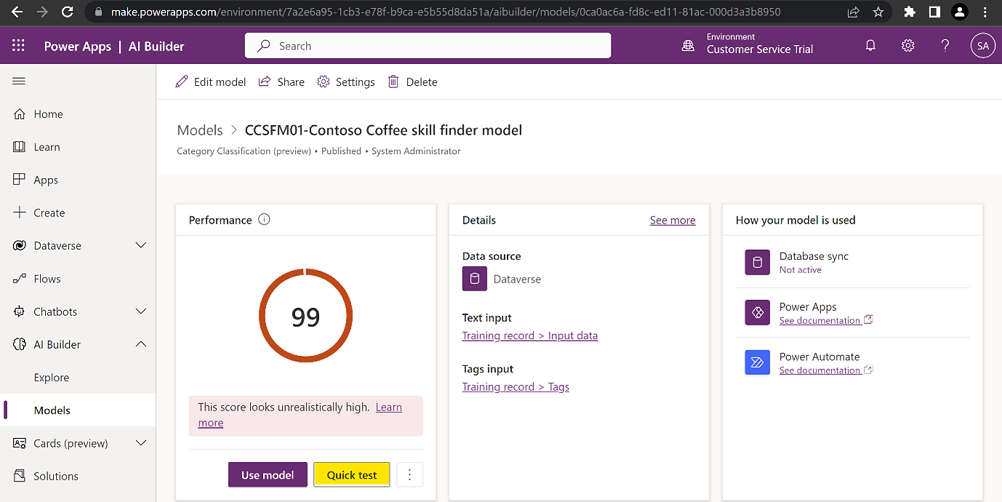 make.powerapps.com/environment/7a2e6a95-1cb3-e78f-b9ca-e5b55d8da51a/aibuilder/models/0ca0ac6a-fd8c-ed11-81ac-000d3a3b8950
Power Apps | AI Builder
Search
Environment
Customer Service Trial
?
SA
Edit model
Share
Settings
Delete
Home
Learn
Apps
Create
Dataverse
Flows
Chatbots
AI Builder
Explore
Models
Cards (preview)
Solutions
Models > CCSFM01-Contoso Coffee skill finder model
Category Classification (preview) • Published • System Administrator
Performance
99
This score looks unrealistically high. Learn
more
Use model
Quick test
Details
See more
Data source
Dataverse
Text input
Training record > Input data
Tags input
Training record > Tags
How your model is used
Database sync
Not active
Power Apps
See documentation
Power Automate
See documentation